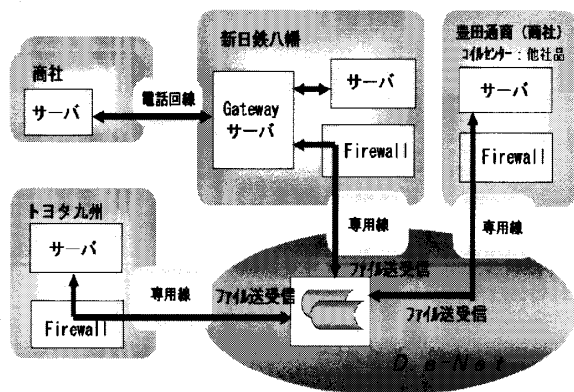 商社
サーバ
電話回線
新日鉄八幡
Gateway
サーバ
サーバ
Firewall
専用線
豊田通商（商社）
コイルセンター：他社品
サーバ
Firewall
専用線
トヨタ九州
サーバ
Firewall
専用線
ファイル送受信
ファイル送受信
ファイル送受信